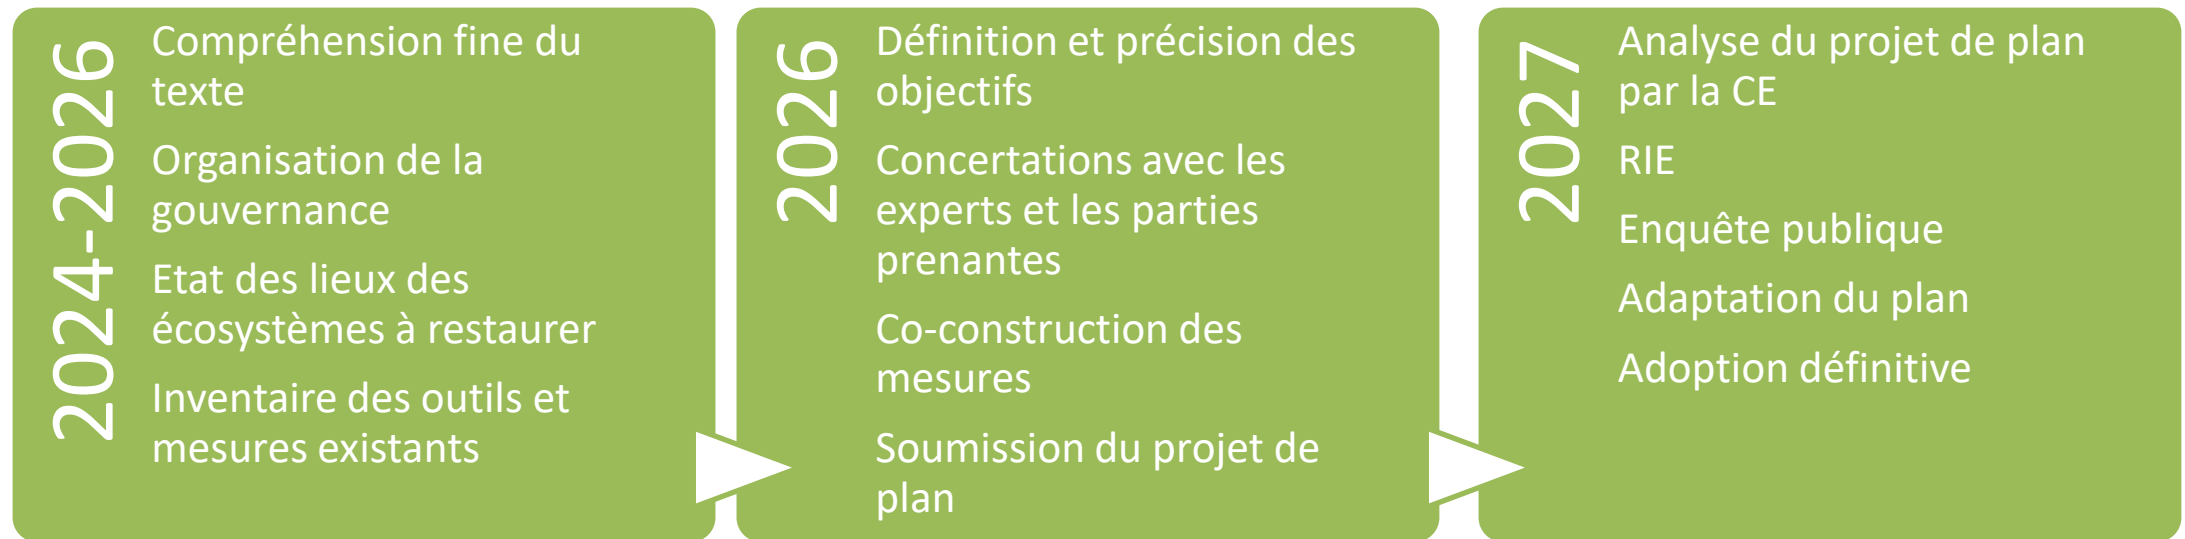 2024-2026
Compréhension fine du
texte
Organisation de la
gouvernance
Etat des lieux des
écosystèmes à restaurer
Inventaire des outils et
mesures existants
2026
Définition et précision des
objectifs
Concertations avec les
experts et les parties
prenantes
Co-construction des
mesures
Soumission du projet de
plan
2027
Analyse du projet de plan
par la CE
RIE
Enquête publique
Adaptation du plan
Adoption définitive